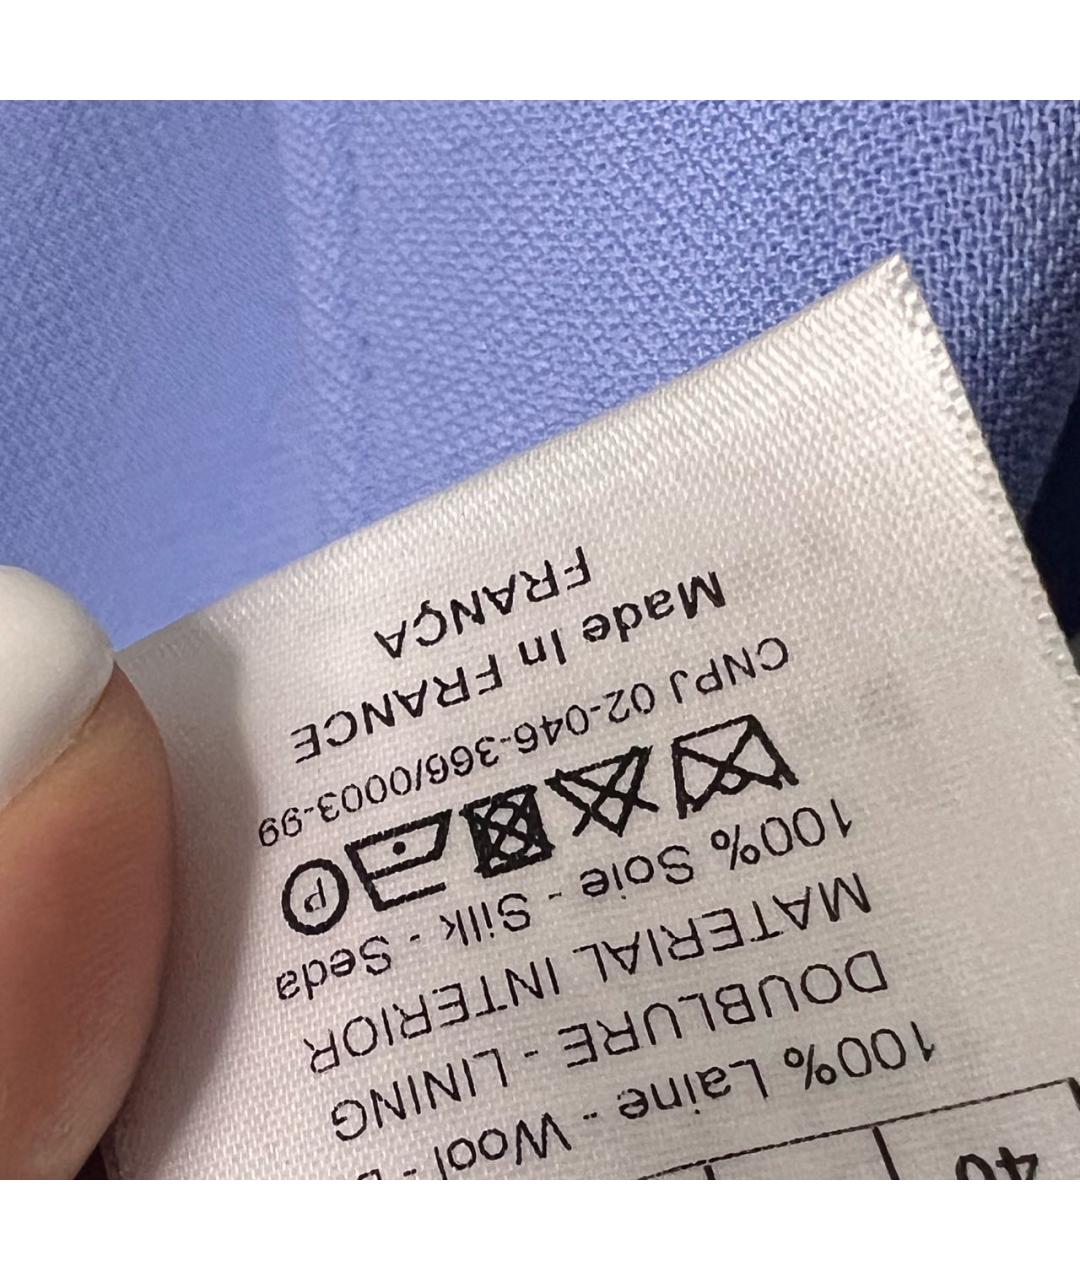 40
100% Laine - Wool -
DOUBLURE - LINING
MATERIAL INTERIOR
100% Soie - Silk - Seda
P
CNPJ 02-046-366/0003-99
Made In FRANCE
FRANÇA